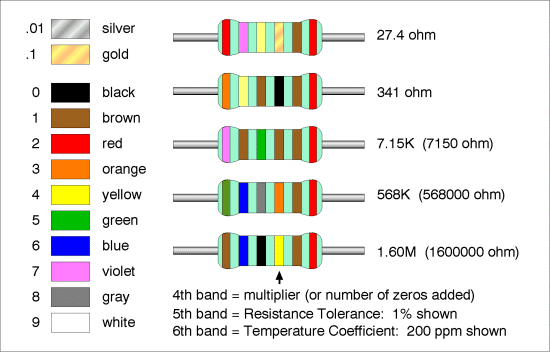 .01 silver
.1 gold
0 black
1 brown
2 red
3 orange
4 yellow
5 green
6 blue
7 violet
8 gray
9 white
27.4 ohm
341 ohm
7.15K (7150 ohm)
568K (568000 ohm)
1.60M (1600000 ohm)
4th band = multiplier (or number of zeros added)
5th band = Resistance Tolerance: 1% shown
6th band = Temperature Coefficient: 200 ppm shown